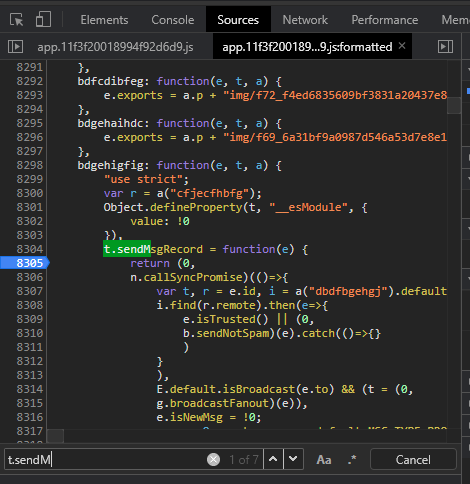 Elements Console Sources Network Performance
app.11f3f20018994f92d6d9.js app.11f3f200189...9.js:formatted ×
8291 },
8292 bdfcdibfeg: function(e, t, a) {
8293 e.exports = a.p + "img/f72_f4ed6835609bf3831a20437e8
8294 },
8295 bdgehaihdc: function(e, t, a) {
8296 e.exports = a.p + "img/f69_6a31bf9a0987d546a53d7e8e1
8297 },
8298 bdgehigfig: function(e, t, a) {
8299 "use strict";
8300 var r = a("cfjecfhbfg");
8301 Object.defineProperty(t, "__esModule", {
8302 value: !0
8303 }),
8304 t.sendMsgRecord = function(e) {
8305 return (0,
8306 n.callSyncPromise)(()=>{
8307 var t, r = e.id, i = a("dbdfbgehgj").default
8308 i.find(r.remote).then(e=>{
8309 e.isTrusted() || (0,
8310 b.sendNotSpam)(e).catch(()=>{}
8311 )
8312 }
8313 ),
8314 E.default.isBroadcast(e.to) && (t = (0,
8315 g.broadcastFanout)(e)),
8316 e.isNewMsg = !0;
8317
t.sendM 1 of 7 Aa .* Cancel